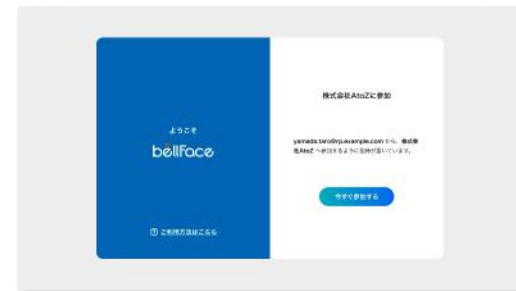 ようこそ
bellFace
ご利用方法はこちら
株式会社AtoZに参加
yamada.taro@rp.example.com から、株式会
社AtoZ へ参加するように招待が届いています。
今すぐ参加する